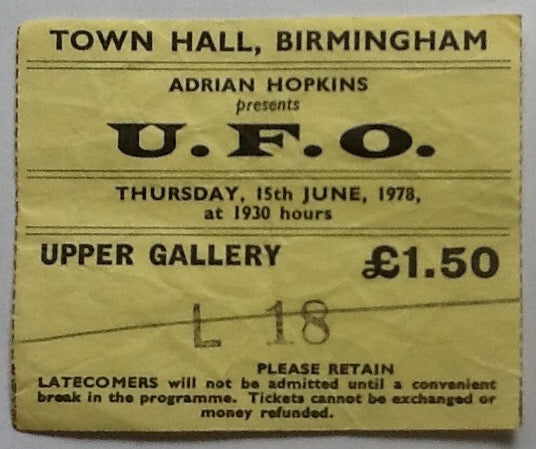 TOWN HALL, BIRMINGHAM
ADRIAN HOPKINS
presents
U.F.O.
THURSDAY, 15th JUNE, 1978,
at 1930 hours
UPPER GALLERY £1.50
L 18
PLEASE RETAIN
LATECOMERS will not be admitted until a convenient
break in the programme. Tickets cannot be exchanged or
money refunded.